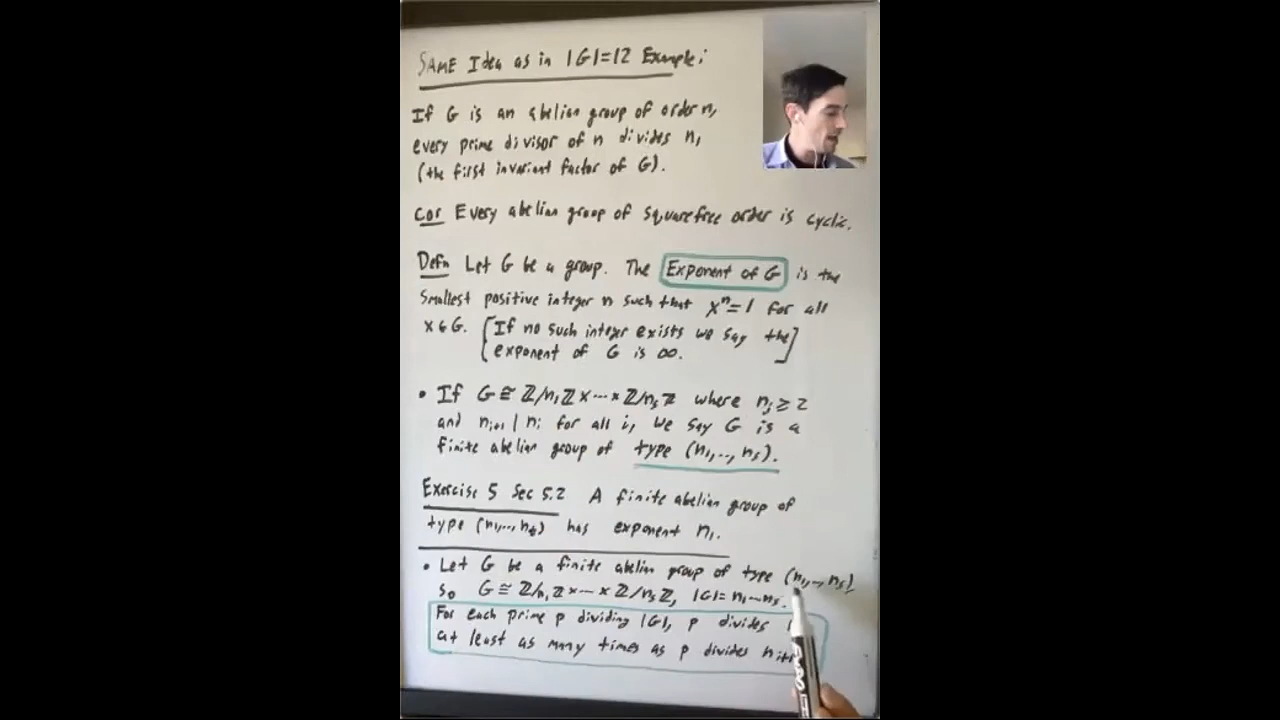 SAME Idea as in |G|=12 Example:
If G is an abelian group of order n,
every prime divisor of n divides n₁
(the first invariant factor of G).
Cor Every abelian group of squarefree order is cyclic.
Defn Let G be a group. The Exponent of G is the
smallest positive integer n such that xⁿ=1 for all
x∈G. [If no such integer exists we say the
exponent of G is ∞.]
• If G ≅ ℤ/n₁ℤ×⋯×ℤ/nₛℤ where nⱼ ≥ 2
and nᵢ₊₁ | nᵢ for all i, we say G is a
finite abelian group of type (n₁,..,nₛ).
Exercise 5 Sec 5.2 A finite abelian group of
type (n₁,..,nₜ) has exponent n₁.
• Let G be a finite abelian group of type (n₁,..,nₛ).
So G ≅ ℤ/n₁ℤ×⋯×ℤ/nₛℤ, |G|=n₁⋯nₛ.
For each prime p dividing |G|, p divides
at least as many times as p divides nᵢ₊
EXPO